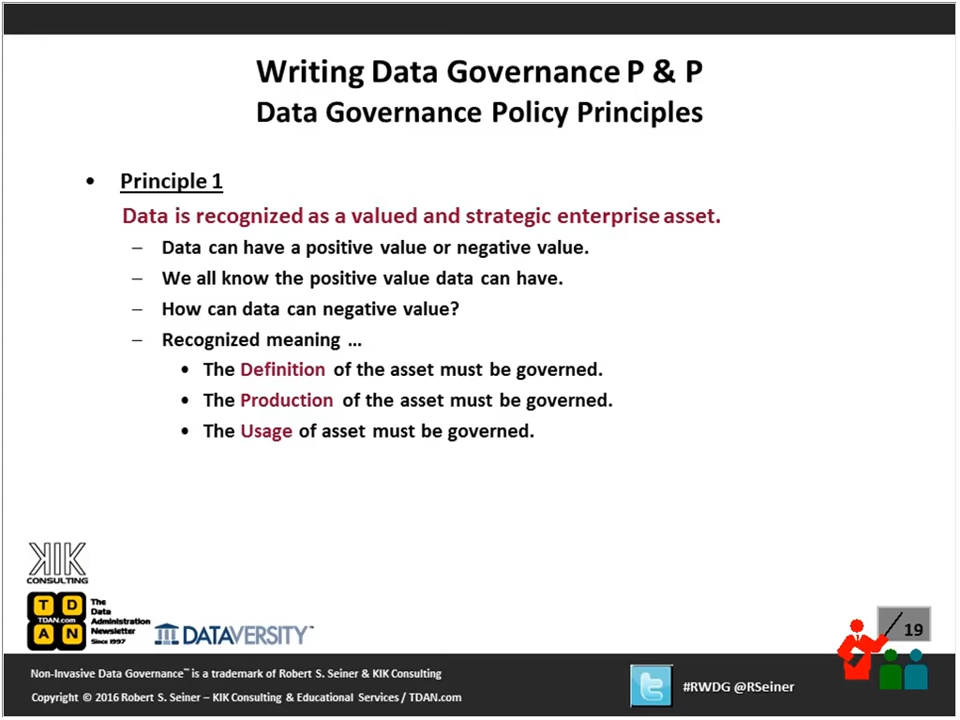 Writing Data Governance P & P
Data Governance Policy Principles
• Principle 1
Data is recognized as a valued and strategic enterprise asset.
– Data can have a positive value or negative value.
– We all know the positive value data can have.
– How can data can negative value?
– Recognized meaning ...
• The Definition of the asset must be governed.
• The Production of the asset must be governed.
• The Usage of asset must be governed.
KIK
CONSULTING
T D
TDAN.com
A N
The
Data
Administration
Newsletter
Since 1997
DATAVERSITY™
19
Non-Invasive Data Governance™ is a trademark of Robert S. Seiner & KIK Consulting
Copyright © 2016 Robert S. Seiner – KIK Consulting & Educational Services / TDAN.com
#RWDG @RSeiner